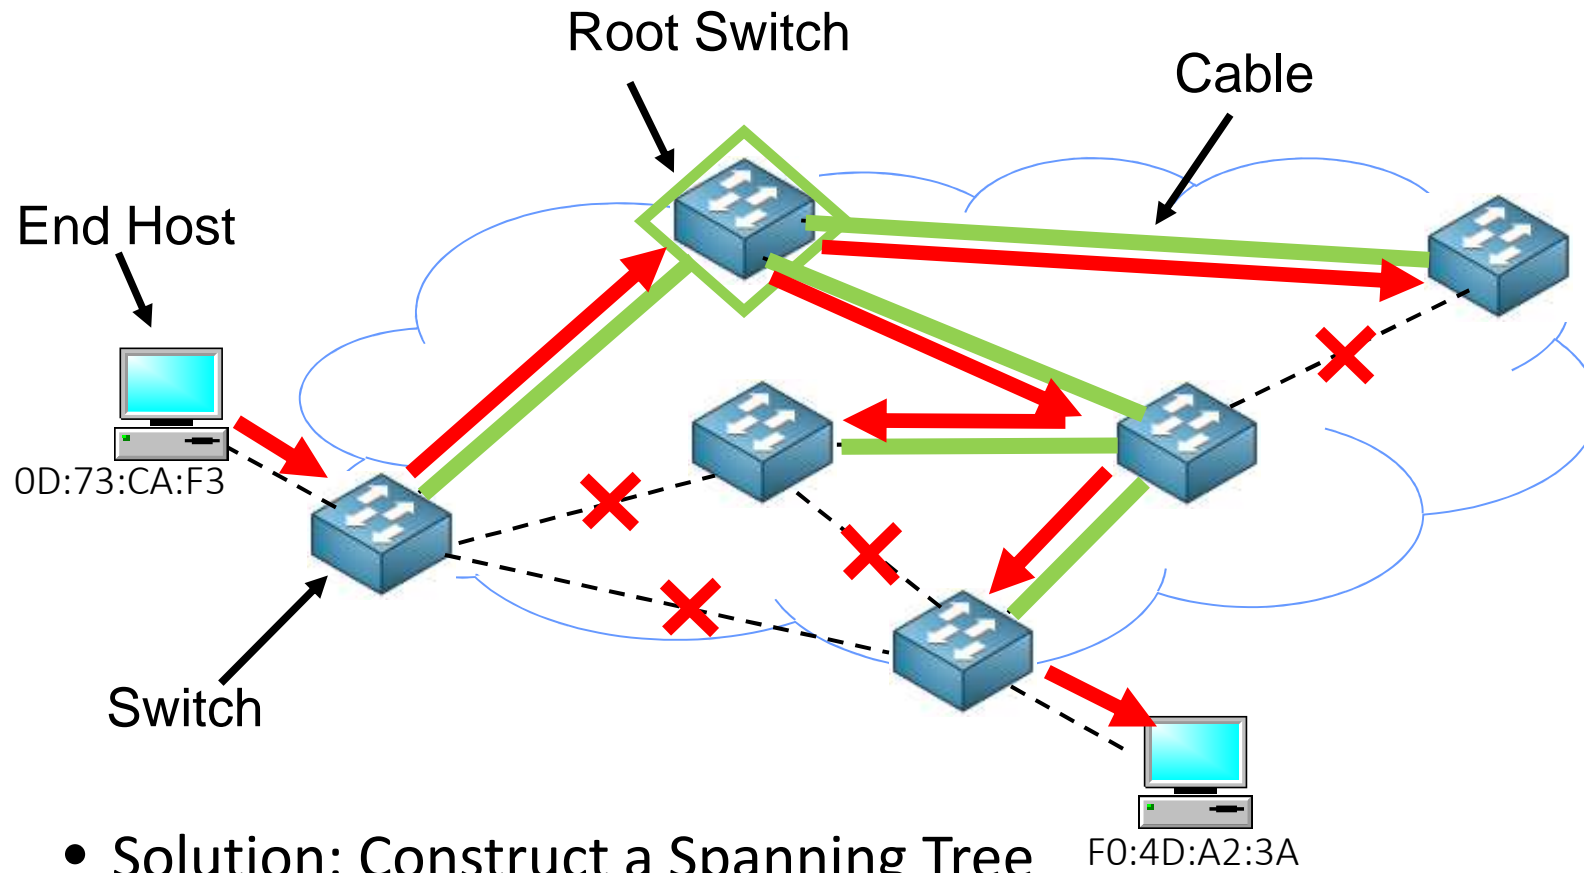 Root Switch
Cable
End Host
0D:73:CA:F3
Switch
• Solution: Construct a Spanning Tree
F0:4D:A2:3A